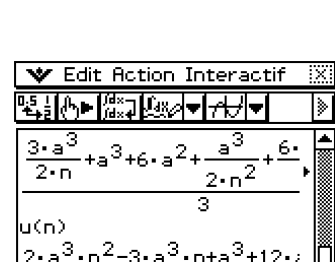 Edit Action Interactif
3·a³/2·n + a³+6·a²+ a³/2·n² + 6·
3
u(n)
2·a³·n²-3·a³·n+a³+12·